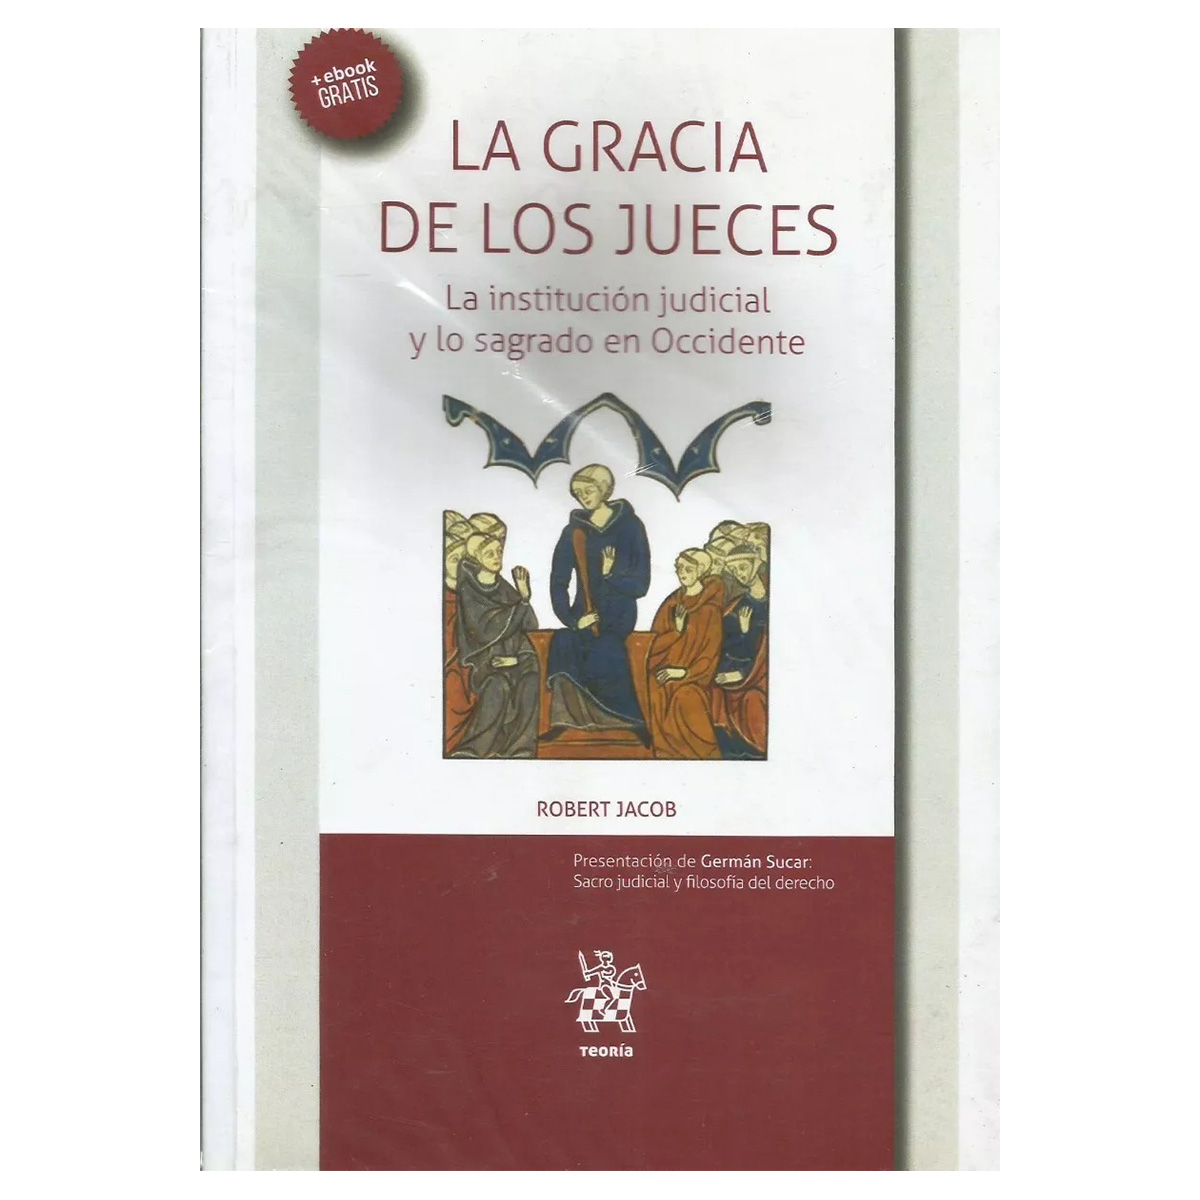 +ebook
GRATIS
LA GRACIA
DE LOS JUECES
La institución judicial
y lo sagrado en Occidente
ROBERT JACOB
Presentación de Germán Sucar:
Sacro judicial y filosofía del derecho
TEORÍA